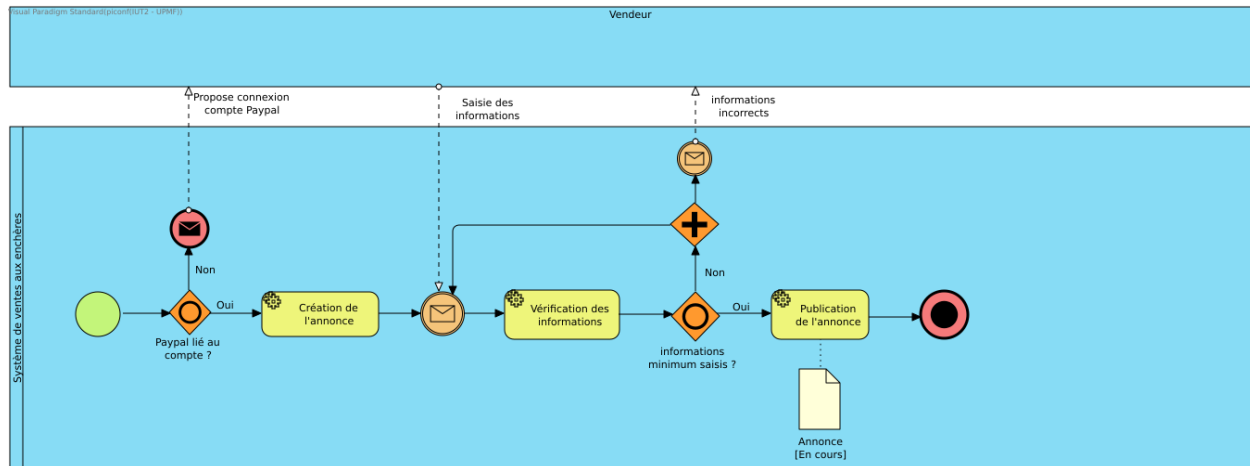 Visual Paradigm Standard(piconf(IUT2 - UPMF))
Vendeur
Propose connexion
compte Paypal
Saisie des
informations
informations
incorrects
Système de ventes aux enchères
Non
Oui
Paypal lié au
compte ?
Création de
l'annonce
Vérification des
informations
Non
Oui
informations
minimum saisis ?
Publication
de l'annonce
Annonce
[En cours]